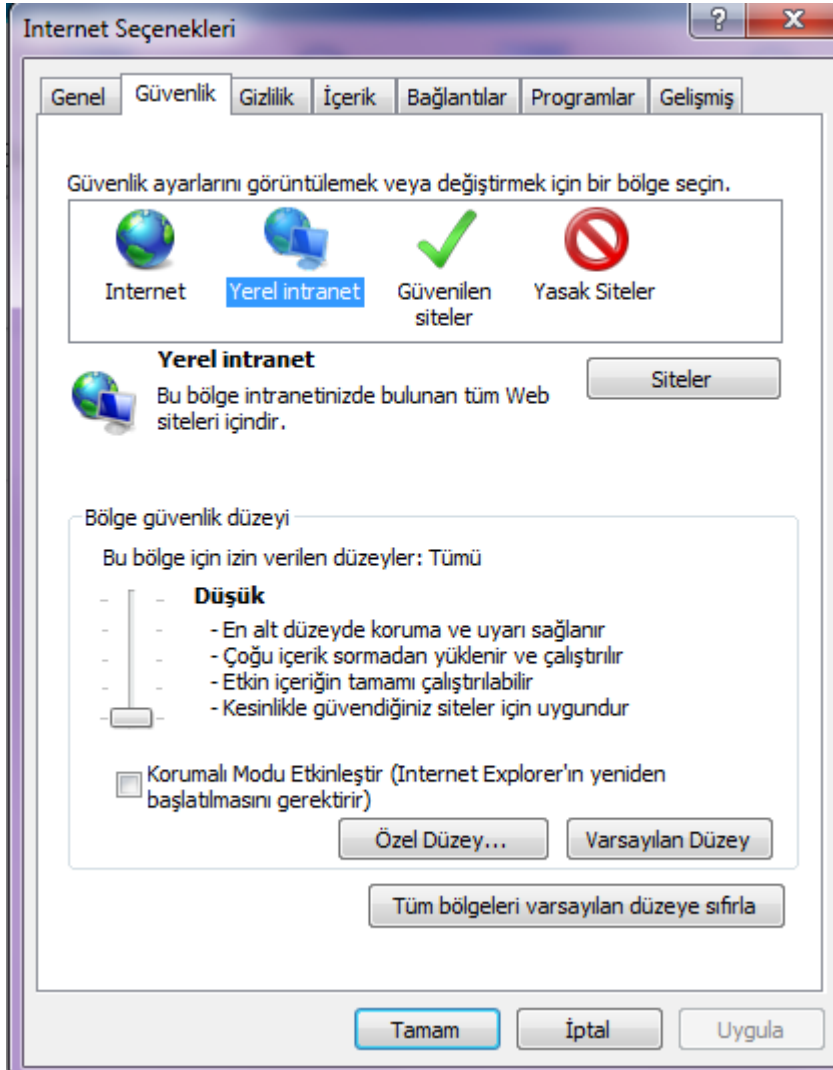 Internet Seçenekleri
?
X
Genel Güvenlik Gizlilik İçerik Bağlantılar Programlar Gelişmiş
Güvenlik ayarlarını görüntülemek veya değiştirmek için bir bölge seçin.
Internet Yerel intranet Güvenilen siteler Yasak Siteler
Yerel intranet
Siteler
Bu bölge intranetinizde bulunan tüm Web
siteleri içindir.
Bölge güvenlik düzeyi
Bu bölge için izin verilen düzeyler: Tümü
Düşük
- En alt düzeyde koruma ve uyarı sağlanır
- Çoğu içerik sormadan yüklenir ve çalıştırılır
- Etkin içeriğin tamamı çalıştırılabilir
- Kesinlikle güvendiğiniz siteler için uygundur
Korumalı Modu Etkinleştir (Internet Explorer'ın yeniden
başlatılmasını gerektirir)
Özel Düzey... Varsayılan Düzey
Tüm bölgeleri varsayılan düzeye sıfırla
Tamam İptal Uygula